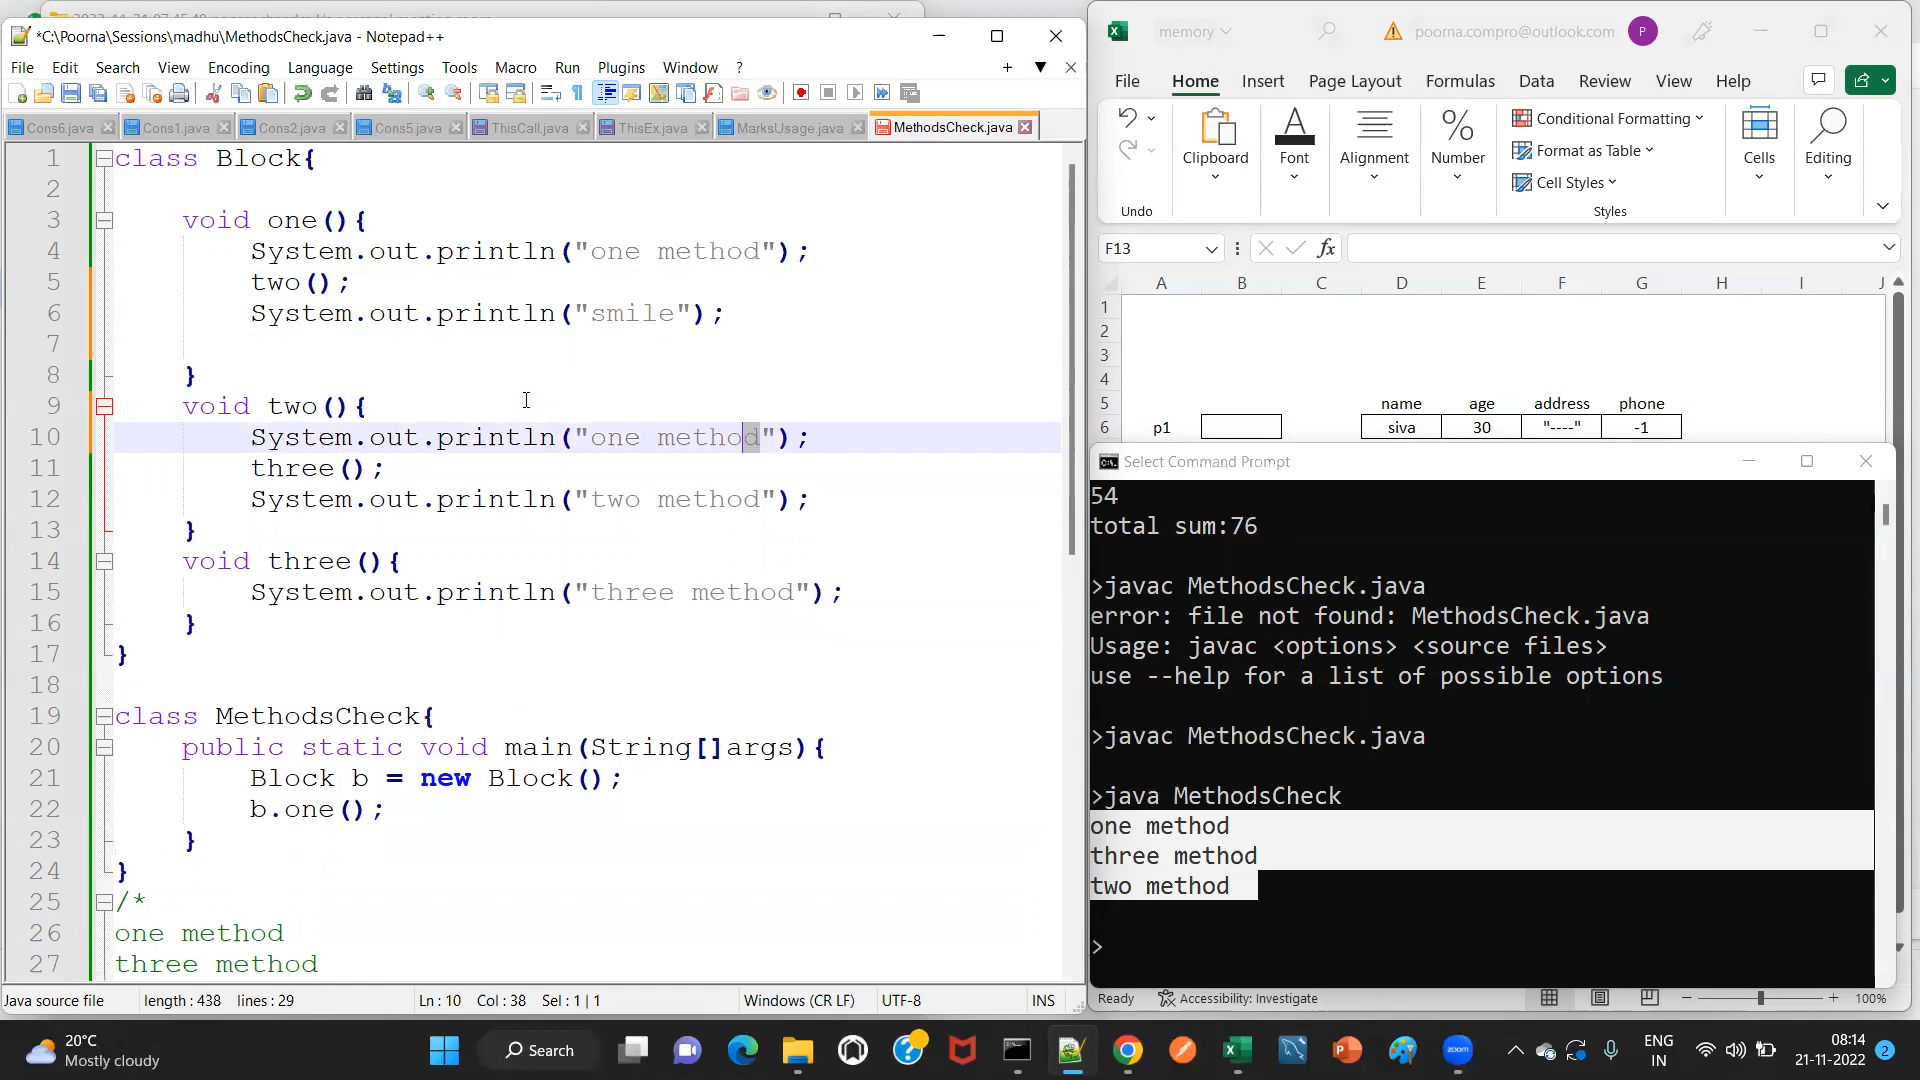 *C:\Poorna\Sessions\madhu\MethodsCheck.java - Notepad++
File Edit Search View Encoding Language Settings Tools Macro Run Plugins Window ?
Cons6.java Cons1.java Cons2.java Cons5.java ThisCall.java ThisEx.java MarksUsage.java MethodsCheck.java
1 class Block{
2
3 void one(){
4 System.out.println("one method");
5 two();
6 System.out.println("smile");
7
8 }
9 void two(){
10 System.out.println("one method");
11 three();
12 System.out.println("two method");
13 }
14 void three(){
15 System.out.println("three method");
16 }
17 }
18
19 class MethodsCheck{
20 public static void main(String[]args){
21 Block b = new Block();
22 b.one();
23 }
24 }
25 /*
26 one method
27 three method
Java source file length : 438 lines : 29 Ln : 10 Col : 38 Sel : 1 | 1 Windows (CR LF) UTF-8 INS
memory poorna.compro@outlook.com P
File Home Insert Page Layout Formulas Data Review View Help
Clipboard Font Alignment Number
Conditional Formatting
Format as Table
Cell Styles
Cells Editing
Undo Styles
F13 fx
A B C D E F G H I J
1
2
3
4
5 name age address phone
6 p1 siva 30 "----" -1
Select Command Prompt
54
total sum:76
>javac MethodsCheck.java
error: file not found: MethodsCheck.java
Usage: javac <options> <source files>
use --help for a list of possible options
>javac MethodsCheck.java
>java MethodsCheck
one method
three method
two method
>
Ready Accessibility: Investigate 100%
20°C
Mostly cloudy
Search
zoom
ENG
IN
08:14
21-11-2022
2